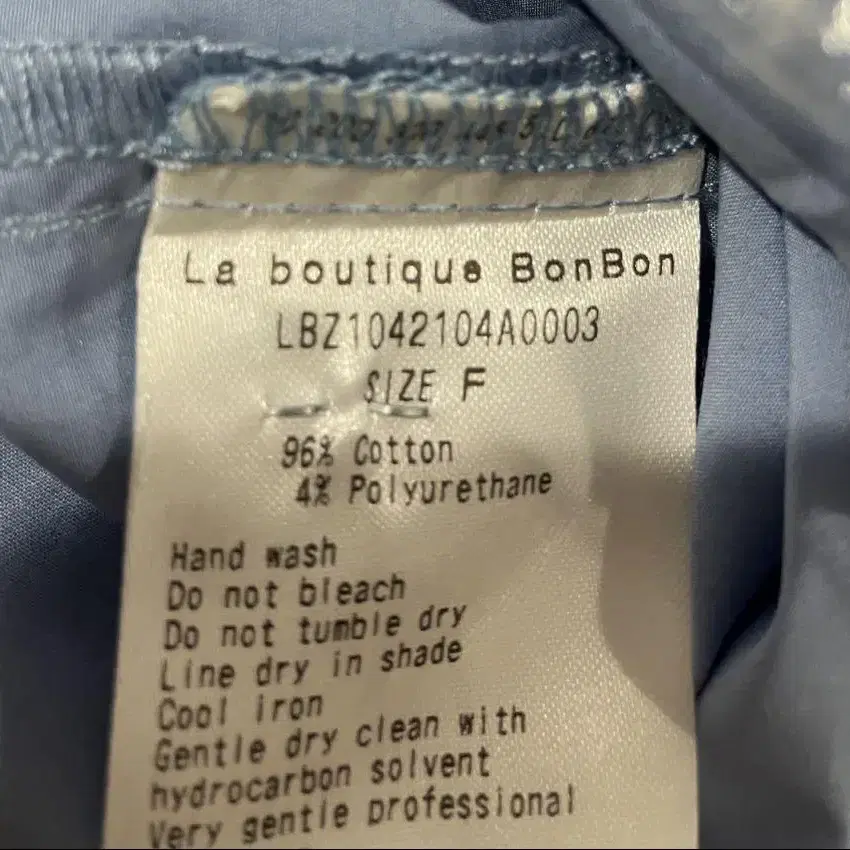 La boutique BonBon
LBZ1042104A0003
SIZE F
96% Cotton
4% Polyurethane
Hand wash
Do not bleach
Do not tumble dry
Line dry in shade
Cool iron
Gentle dry clean with
hydrocarbon solvent
Very gentle professional